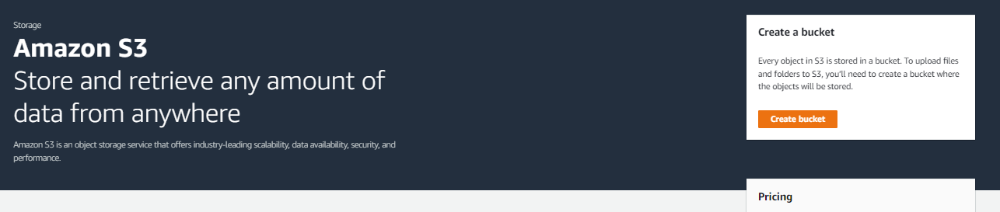 Storage
Amazon S3
Store and retrieve any amount of
data from anywhere
Amazon S3 is an object storage service that offers industry-leading scalability, data availability, security, and
performance.
Create a bucket
Every object in S3 is stored in a bucket. To upload files
and folders to S3, you'll need to create a bucket where
the objects will be stored.
Create bucket
Pricing